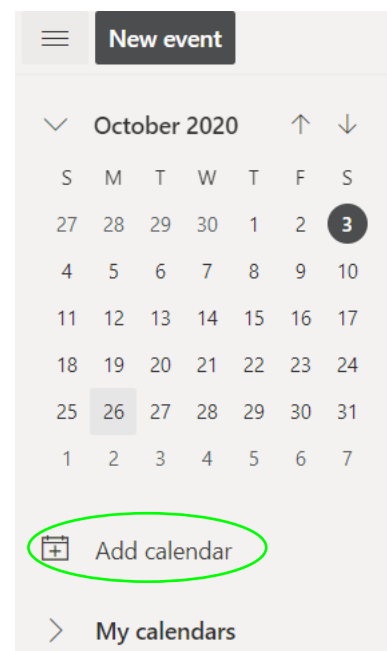 New event
October 2020
S M T W T F S
27 28 29 30 1 2 3
4 5 6 7 8 9 10
11 12 13 14 15 16 17
18 19 20 21 22 23 24
25 26 27 28 29 30 31
1 2 3 4 5 6 7
Add calendar
My calendars